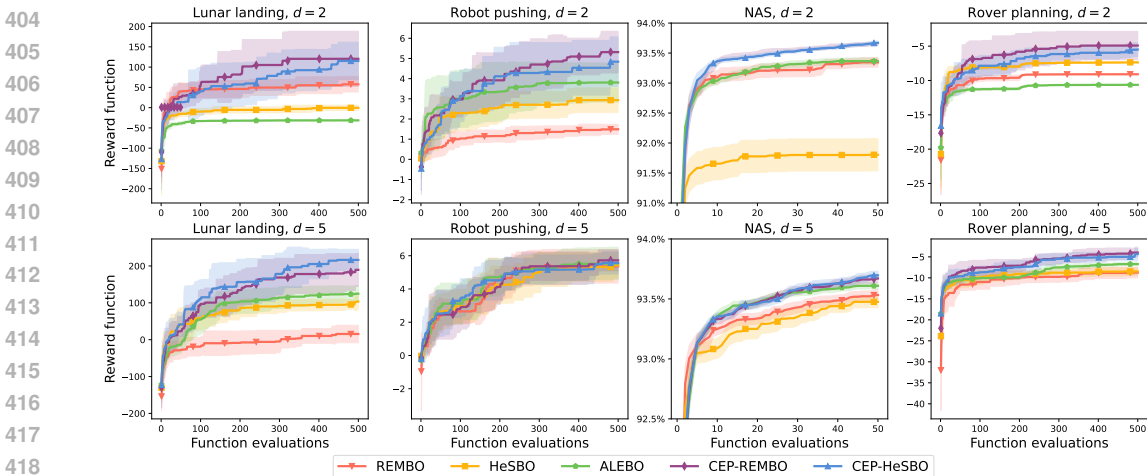 404
405
406
407
408
409
410
411
412
413
414
415
416
417
418
Lunar landing, d = 2
Reward function
200
150
100
50
0
−50
−100
−150
−200
0 100 200 300 400 500
Robot pushing, d = 2
6
5
4
3
2
1
0
−1
−2
0 100 200 300 400 500
NAS, d = 2
94.0%
93.5%
93.0%
92.5%
92.0%
91.5%
91.0%
0 10 20 30 40 50
Rover planning, d = 2
−5
−10
−15
−20
−25
0 100 200 300 400 500
Lunar landing, d = 5
Reward function
200
100
0
−100
−200
0 100 200 300 400 500
Function evaluations
Robot pushing, d = 5
6
4
2
0
−2
0 100 200 300 400 500
Function evaluations
NAS, d = 5
94.0%
93.5%
93.0%
92.5%
0 10 20 30 40 50
Function evaluations
Rover planning, d = 5
−5
−10
−15
−20
−25
−30
−35
−40
0 100 200 300 400 500
Function evaluations
REMBO HeSBO ALEBO CEP-REMBO CEP-HeSBO